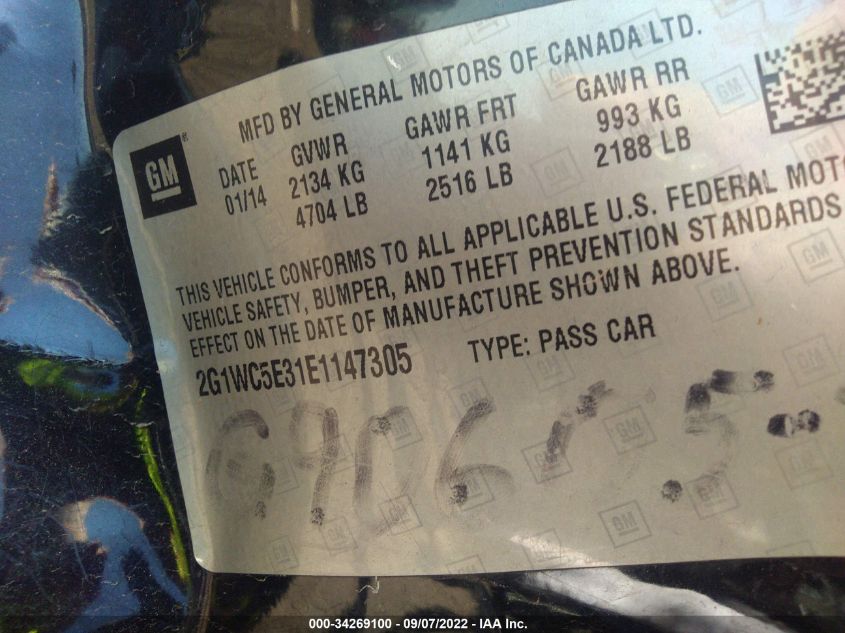 MFD BY GENERAL MOTORS OF CANADA LTD.
GM
DATE GVWR GAWR FRT GAWR RR
01/14 2134 KG 1141 KG 993 KG
4704 LB 2516 LB 2188 LB
THIS VEHICLE CONFORMS TO ALL APPLICABLE U.S. FEDERAL MOTO
VEHICLE SAFETY, BUMPER, AND THEFT PREVENTION STANDARDS
EFFECT ON THE DATE OF MANUFACTURE SHOWN ABOVE.
2G1WC5E31E1147305 TYPE: PASS CAR
000-34269100 - 09/07/2022 - IAA Inc.